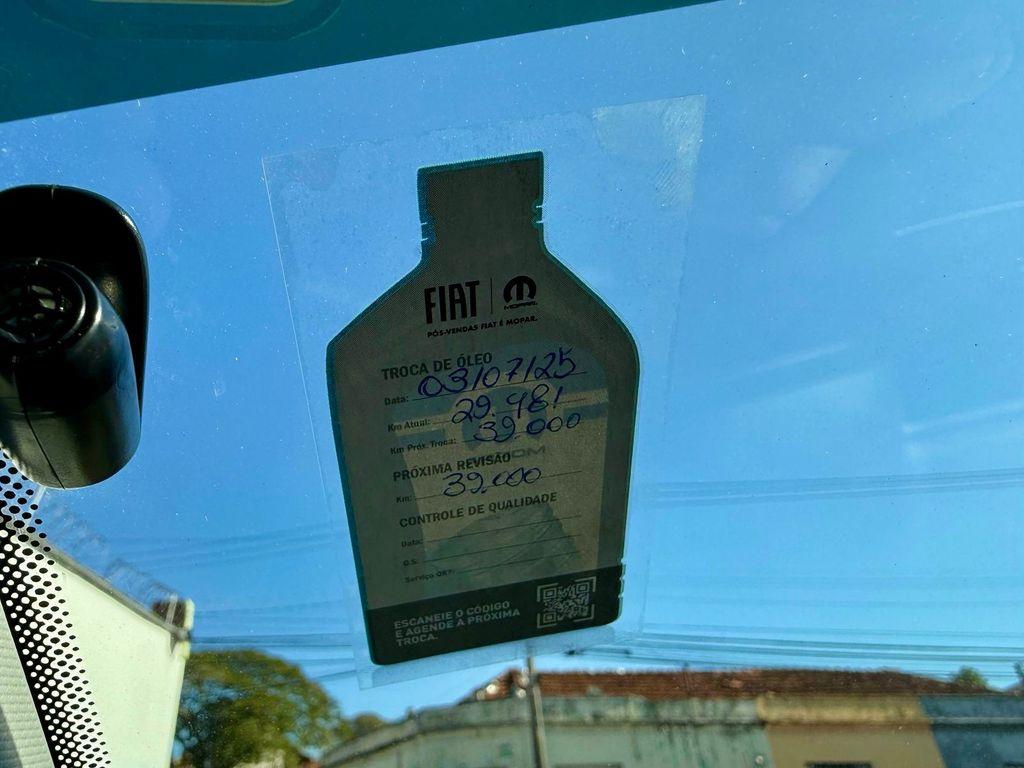 FIAT MOPAR
PÓS-VENDAS FIAT É MOPAR.
TROCA DE ÓLEO
Data: 03/07/25
Km Atual: 29.481
Km Próx. Troca: 39.000
PRÓXIMA REVISÃO
Km: 39.000
CONTROLE DE QUALIDADE
Data:
O.S:
Serviço OK?:
ESCANEIE O CÓDIGO
E AGENDE A PRÓXIMA
TROCA.